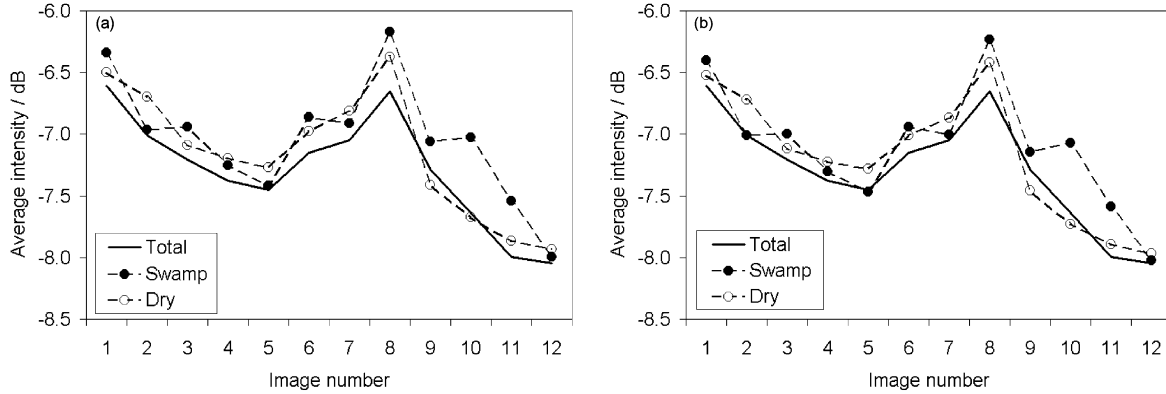 (a)
Average intensity / dB
-6.0
-6.5
-7.0
-7.5
-8.0
-8.5
Total
Swamp
Dry
1 2 3 4 5 6 7 8 9 10 11 12
Image number
(b)
Average intensity / dB
-6.0
-6.5
-7.0
-7.5
-8.0
-8.5
Total
Swamp
Dry
1 2 3 4 5 6 7 8 9 10 11 12
Image number